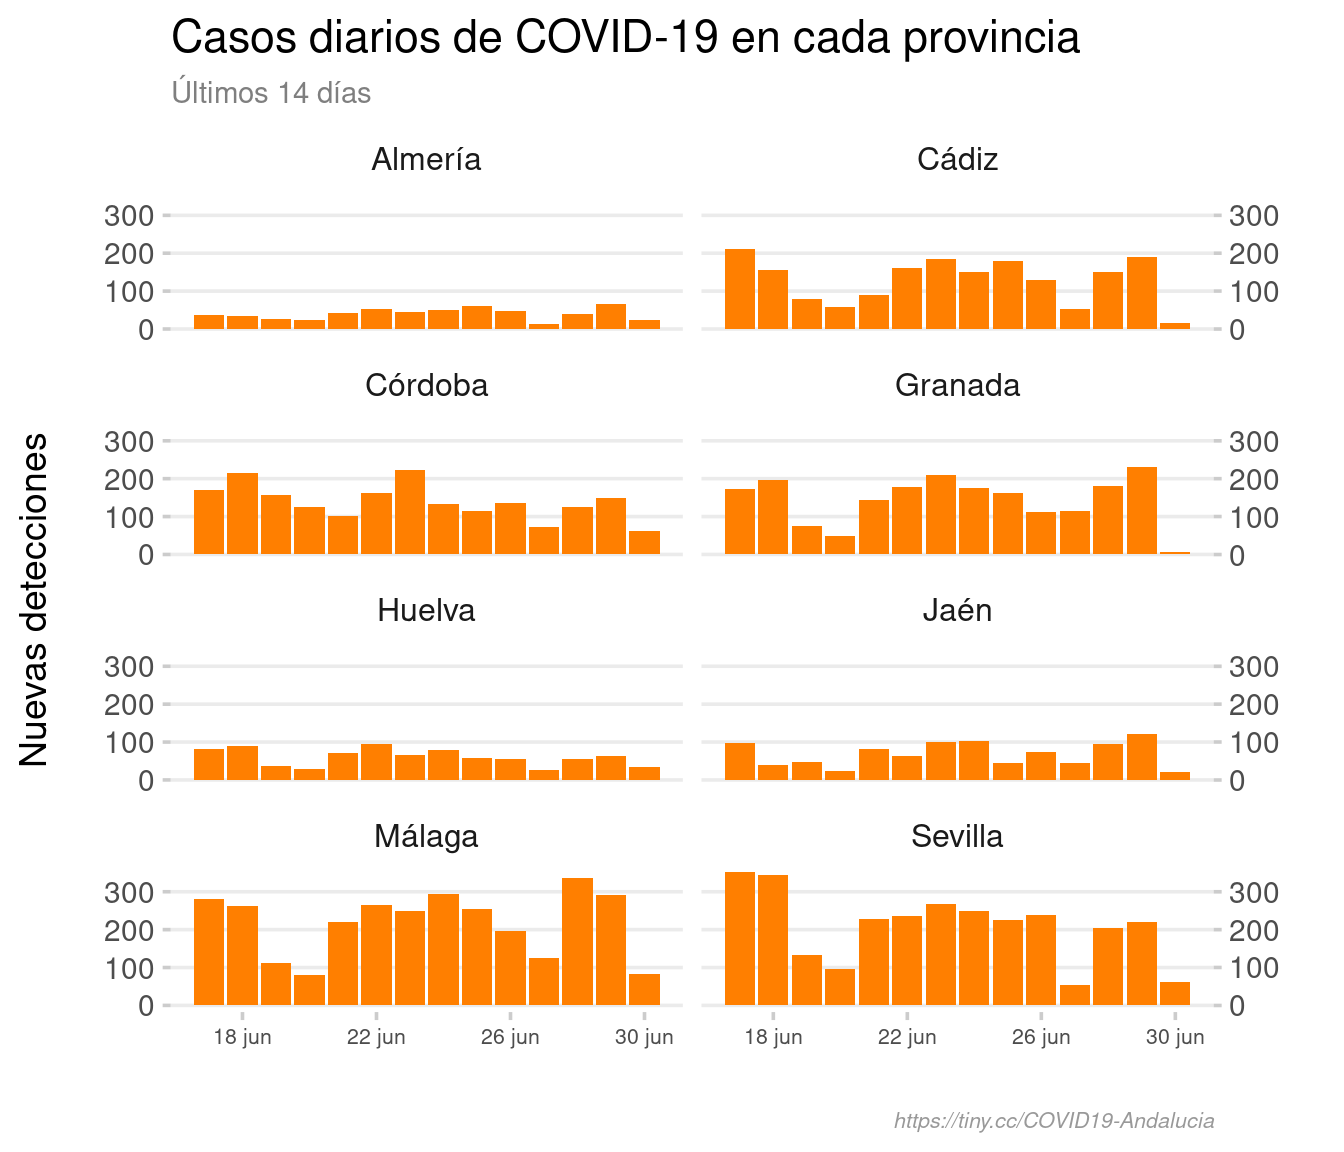 Casos diarios de COVID-19 en cada provincia
Últimos 14 días
Nuevas detecciones
Almería
Cádiz
300
200
100
0
300
200
100
0
Córdoba
Granada
300
200
100
0
300
200
100
0
Huelva
Jaén
300
200
100
0
300
200
100
0
Málaga
Sevilla
300
200
100
0
300
200
100
0
18 jun 22 jun 26 jun 30 jun
18 jun 22 jun 26 jun 30 jun
https://tiny.cc/COVID19-Andalucia